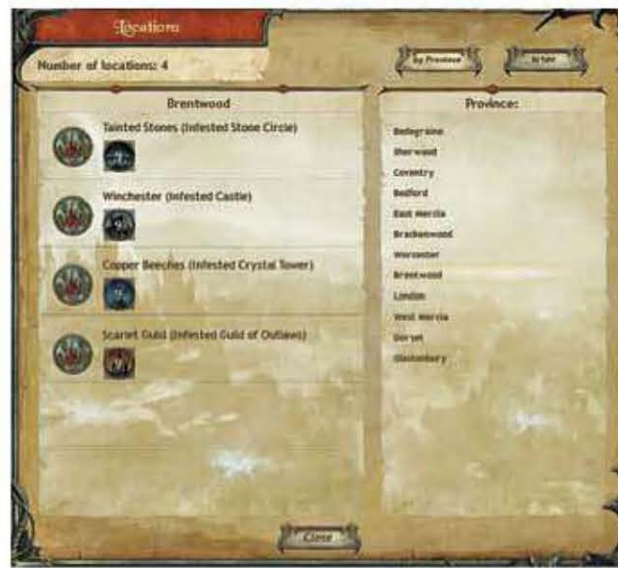 Locations
Number of locations: 4
By Province
Brentwood
Tainted Stones (Infested Stone Circle)
Winchester (Infested Castle)
Copper Beeches (Infested Crystal Tower)
Scarlet Guild (Infested Guild of Outlaws)
Province:
Bedegraine
Sherwood
Coventry
Bedford
East Mercia
Brackenwood
Worcester
Brentwood
London
West Mercia
Dorset
Glastonbury
Close